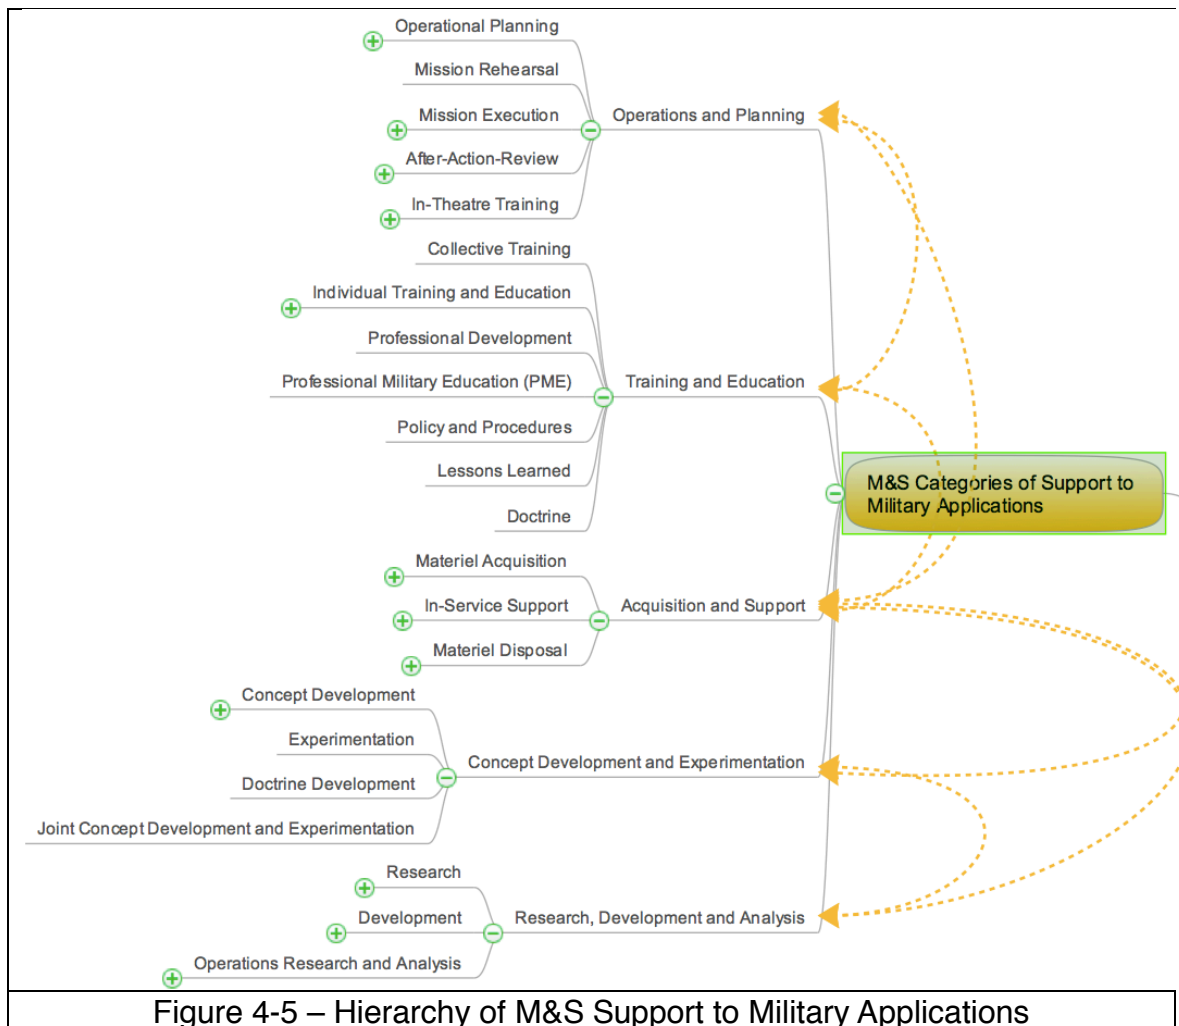 Operational Planning
Mission Rehearsal
Mission Execution
After-Action-Review
In-Theatre Training
Operations and Planning
Collective Training
Individual Training and Education
Professional Development
Professional Military Education (PME)
Policy and Procedures
Lessons Learned
Doctrine
Training and Education
M&S Categories of Support to
Military Applications
Materiel Acquisition
In-Service Support
Materiel Disposal
Acquisition and Support
Concept Development
Experimentation
Doctrine Development
Joint Concept Development and Experimentation
Concept Development and Experimentation
Research
Development
Operations Research and Analysis
Research, Development and Analysis
Figure 4-5 – Hierarchy of M&S Support to Military Applications